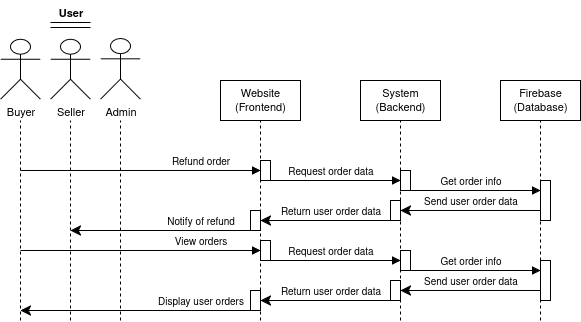 User
Buyer
Seller
Admin
Website
(Frontend)
System
(Backend)
Firebase
(Database)
Refund order
Request order data
Get order info
Send user order data
Return user order data
Notify of refund
View orders
Request order data
Get order info
Send user order data
Return user order data
Display user orders